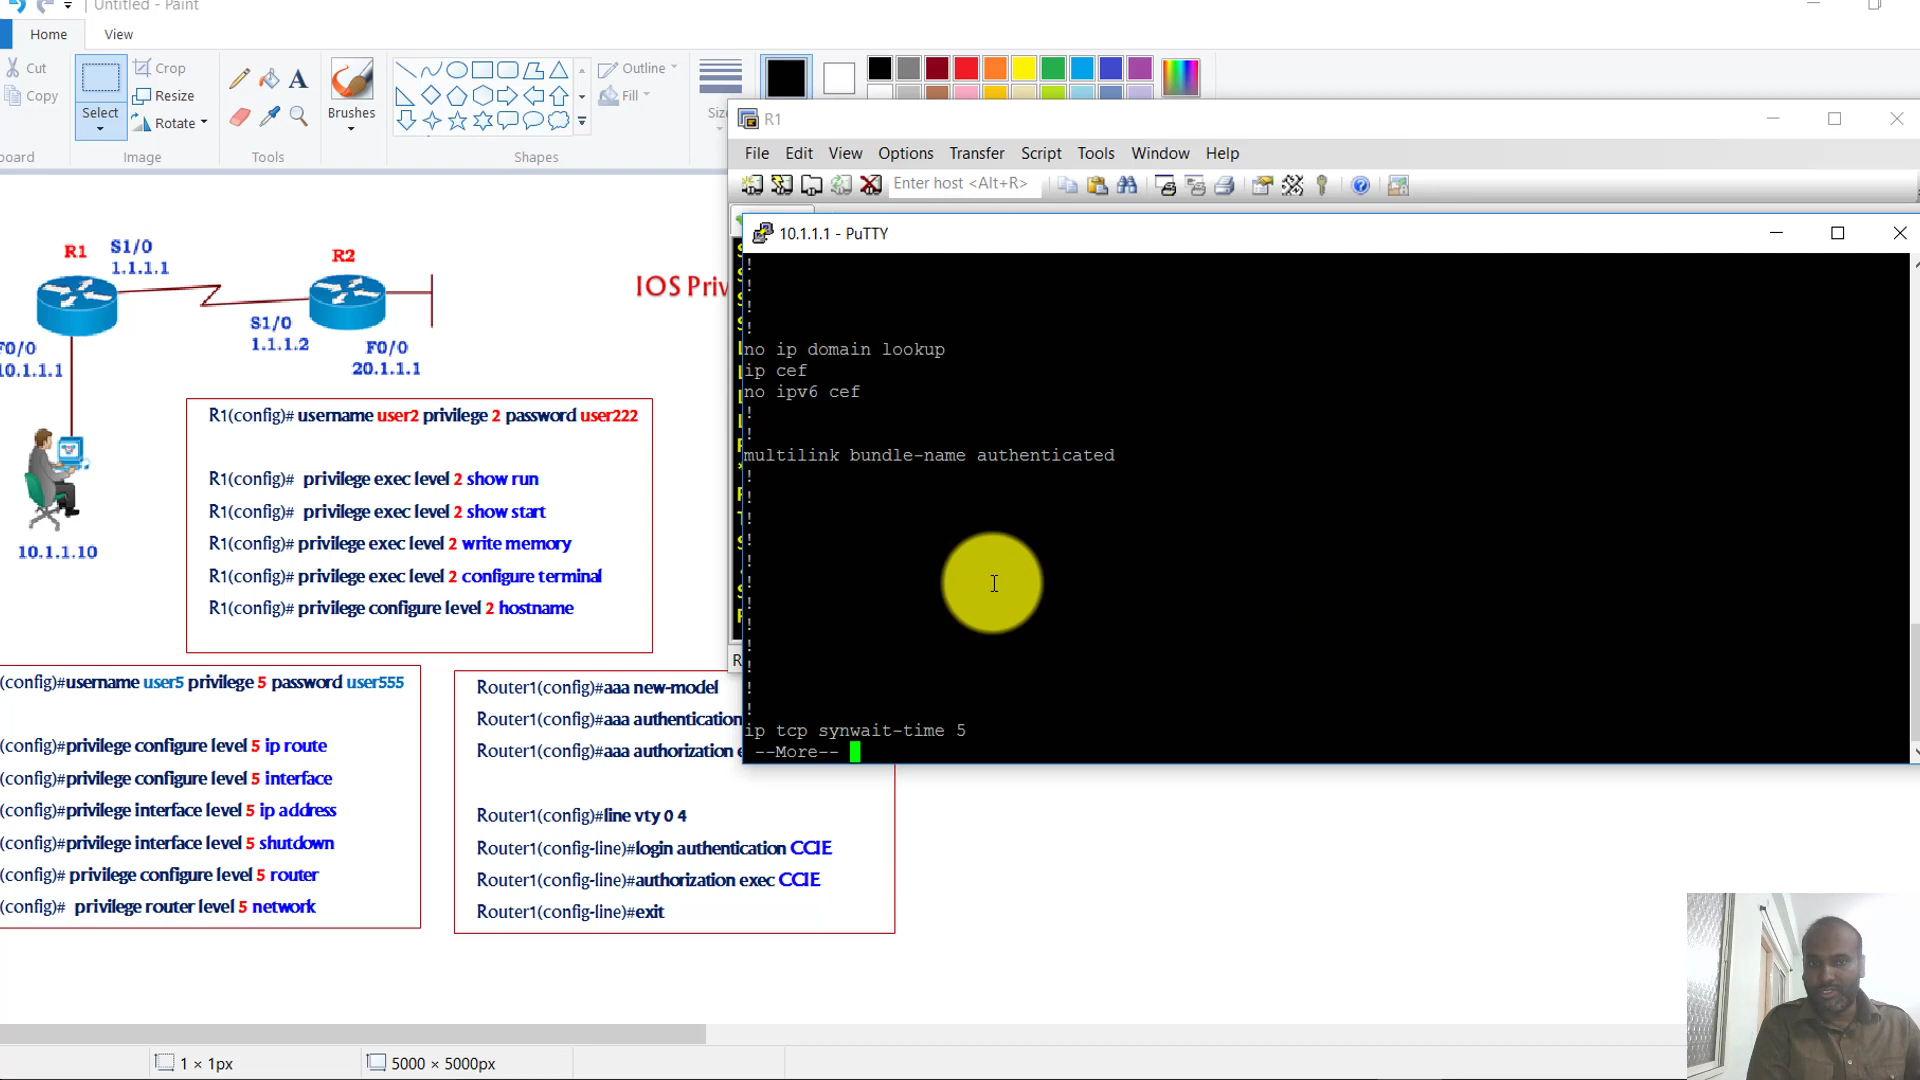 Untitled - Paint
Home
View
Cut
Copy
Select
Crop
Resize
Rotate
Image
Tools
Brushes
Shapes
Outline
Fill
R1
File Edit View Options Transfer Script Tools Window Help
Enter host <Alt+R>
10.1.1.1 - PuTTY
!
!
!
!
no ip domain lookup
ip cef
no ipv6 cef
!
!
multilink bundle-name authenticated
!
!
!
!
!
!
!
!
!
!
!
!
ip tcp synwait-time 5
--More--
R1
S1/0
1.1.1.1
R2
S1/0
1.1.1.2
F0/0
20.1.1.1
F0/0
10.1.1.1
10.1.1.10
IOS Priv
R1(config)# username user2 privilege 2 password user222
R1(config)# privilege exec level 2 show run
R1(config)# privilege exec level 2 show start
R1(config)# privilege exec level 2 write memory
R1(config)# privilege exec level 2 configure terminal
R1(config)# privilege configure level 2 hostname
(config)#username user5 privilege 5 password user555
(config)#privilege configure level 5 ip route
(config)#privilege configure level 5 interface
(config)#privilege interface level 5 ip address
(config)#privilege interface level 5 shutdown
(config)# privilege configure level 5 router
(config)# privilege router level 5 network
Router1(config)#aaa new-model
Router1(config)#aaa authentication
Router1(config)#aaa authorization e
Router1(config)#line vty 0 4
Router1(config-line)#login authentication CCIE
Router1(config-line)#authorization exec CCIE
Router1(config-line)#exit
1 × 1px
5000 × 5000px